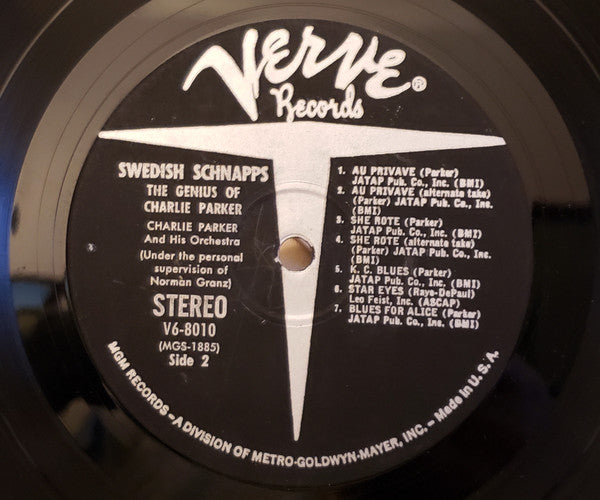 Verve®
Records
SWEDISH SCHNAPPS
THE GENIUS OF
CHARLIE PARKER
CHARLIE PARKER
And His Orchestra
(Under the personal
supervision of
Norman Granz)
STEREO
V6-8010
(MGS-1885)
Side 2
1. AU PRIVAVE (Parker)
JATAP Pub. Co., Inc. (BMI)
2. AU PRIVAVE (alternate take)
(Parker) JATAP Pub. Co., Inc.
(BMI)
3. SHE ROTE (Parker)
JATAP Pub. Co., Inc. (BMI)
4. SHE ROTE (alternate take)
(Parker) JATAP Pub. Co., Inc.
(BMI)
5. K. C. BLUES (Parker)
JATAP Pub. Co., Inc. (BMI)
6. STAR EYES (Raye-DePaul)
Leo Feist, Inc. (ASCAP)
7. BLUES FOR ALICE (Parker)
JATAP Pub. Co., Inc. (BMI)
MGM RECORDS—A DIVISION OF METRO-GOLDWYN-MAYER, INC.—Made in U. S. A.